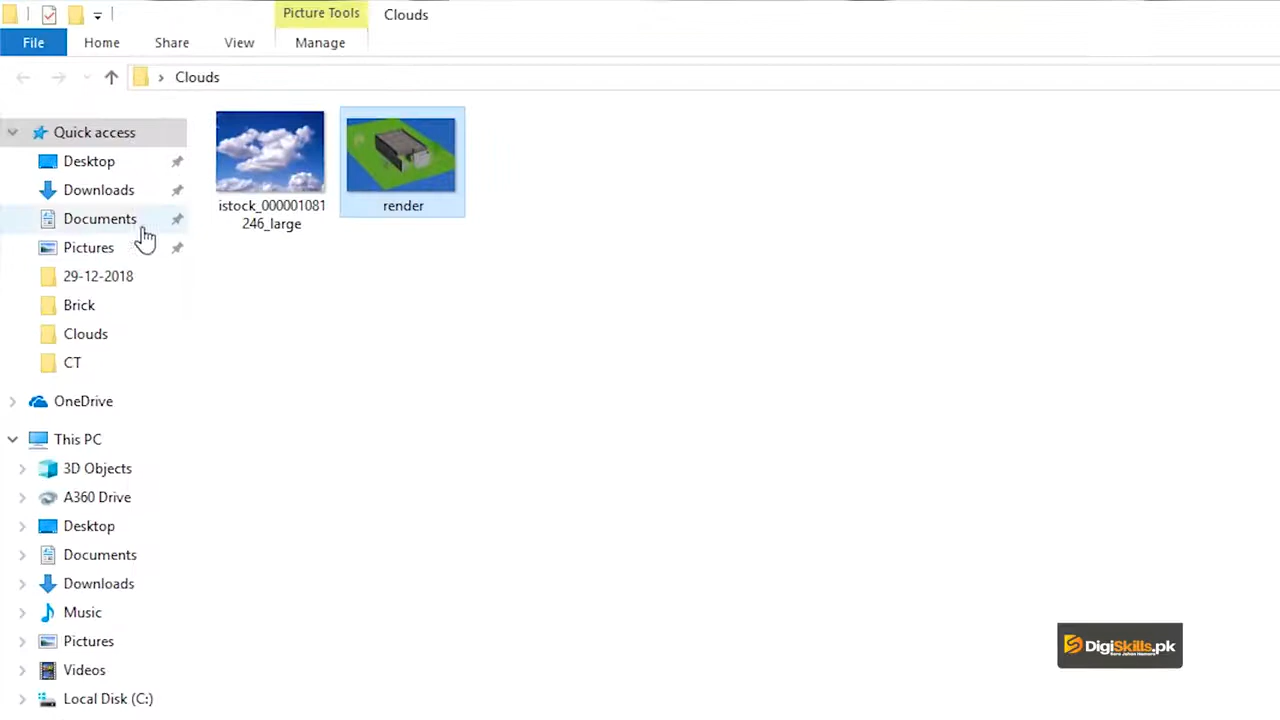 Picture Tools
Clouds
File
Home
Share
View
Manage
Clouds
Quick access
Desktop
Downloads
Documents
Pictures
29-12-2018
Brick
Clouds
CT
OneDrive
This PC
3D Objects
A360 Drive
Desktop
Documents
Downloads
Music
Pictures
Videos
Local Disk (C:)
istock_000001081
246_large
render
DigiSkills.pk